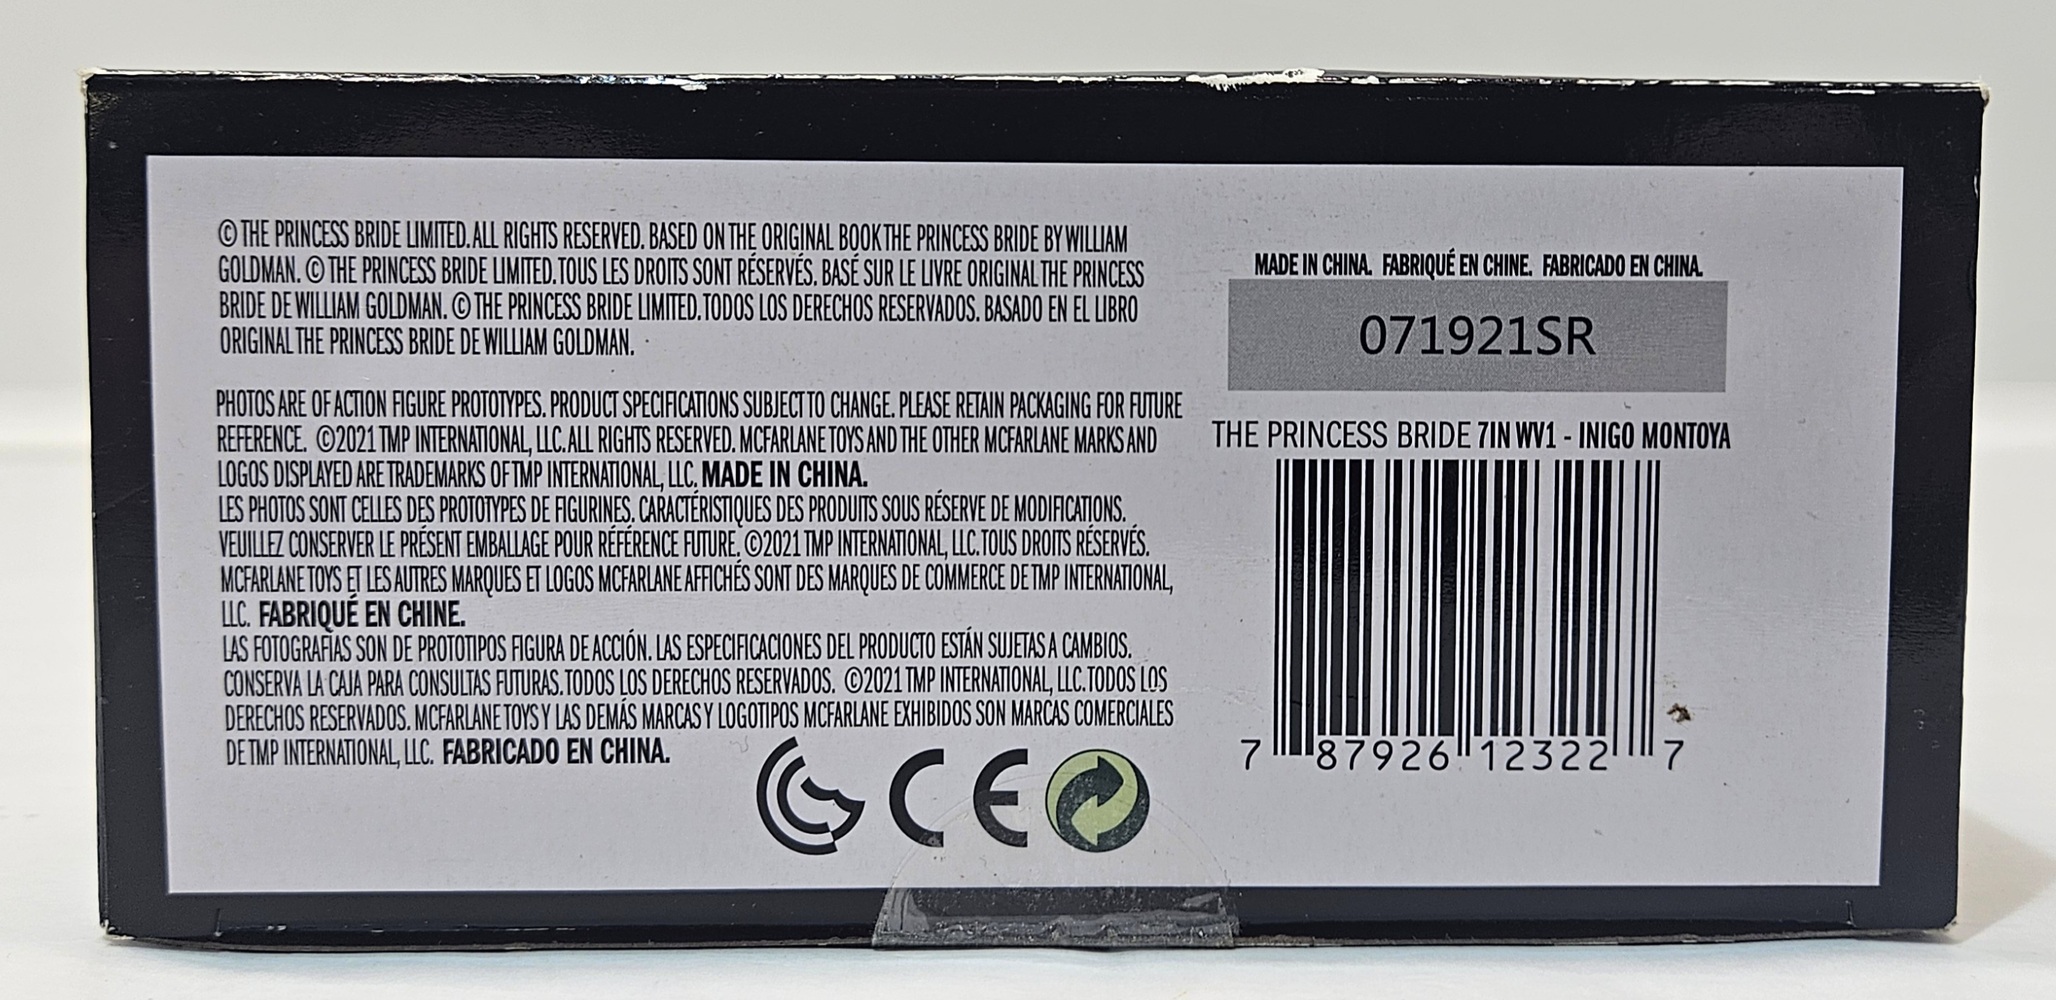 © THE PRINCESS BRIDE LIMITED. ALL RIGHTS RESERVED. BASED ON THE ORIGINAL BOOK THE PRINCESS BRIDE BY WILLIAM
GOLDMAN. © THE PRINCESS BRIDE LIMITED. TOUS LES DROITS SONT RÉSERVÉS. BASÉ SUR LE LIVRE ORIGINAL THE PRINCESS
BRIDE DE WILLIAM GOLDMAN. © THE PRINCESS BRIDE LIMITED. TODOS LOS DERECHOS RESERVADOS. BASADO EN EL LIBRO
ORIGINAL THE PRINCESS BRIDE DE WILLIAM GOLDMAN.
PHOTOS ARE OF ACTION FIGURE PROTOTYPES. PRODUCT SPECIFICATIONS SUBJECT TO CHANGE. PLEASE RETAIN PACKAGING FOR FUTURE
REFERENCE. ©2021 TMP INTERNATIONAL, LLC. ALL RIGHTS RESERVED. MCFARLANE TOYS AND THE OTHER MCFARLANE MARKS AND
LOGOS DISPLAYED ARE TRADEMARKS OF TMP INTERNATIONAL, LLC. MADE IN CHINA.
LES PHOTOS SONT CELLES DES PROTOTYPES DE FIGURINES. CARACTÉRISTIQUES DES PRODUITS SOUS RÉSERVE DE MODIFICATIONS.
VEUILLEZ CONSERVER LE PRÉSENT EMBALLAGE POUR RÉFÉRENCE FUTURE. ©2021 TMP INTERNATIONAL, LLC. TOUS DROITS RÉSERVÉS.
MCFARLANE TOYS ET LES AUTRES MARQUES ET LOGOS MCFARLANE AFFICHÉS SONT DES MARQUES DE COMMERCE DE TMP INTERNATIONAL,
LLC. FABRIQUÉ EN CHINE.
LAS FOTOGRAFÍAS SON DE PROTOTIPOS FIGURA DE ACCIÓN. LAS ESPECIFICACIONES DEL PRODUCTO ESTÁN SUJETAS A CAMBIOS.
CONSERVA LA CAJA PARA CONSULTAS FUTURAS. TODOS LOS DERECHOS RESERVADOS. ©2021 TMP INTERNATIONAL, LLC. TODOS LOS
DERECHOS RESERVADOS. MCFARLANE TOYS Y LAS DEMÁS MARCAS Y LOGOTIPOS MCFARLANE EXHIBIDOS SON MARCAS COMERCIALES
DE TMP INTERNATIONAL, LLC. FABRICADO EN CHINA.
CE
MADE IN CHINA. FABRIQUÉ EN CHINE. FABRICADO EN CHINA.
071921SR
THE PRINCESS BRIDE 7IN WV1 - INIGO MONTOYA
7 87926 12322 7